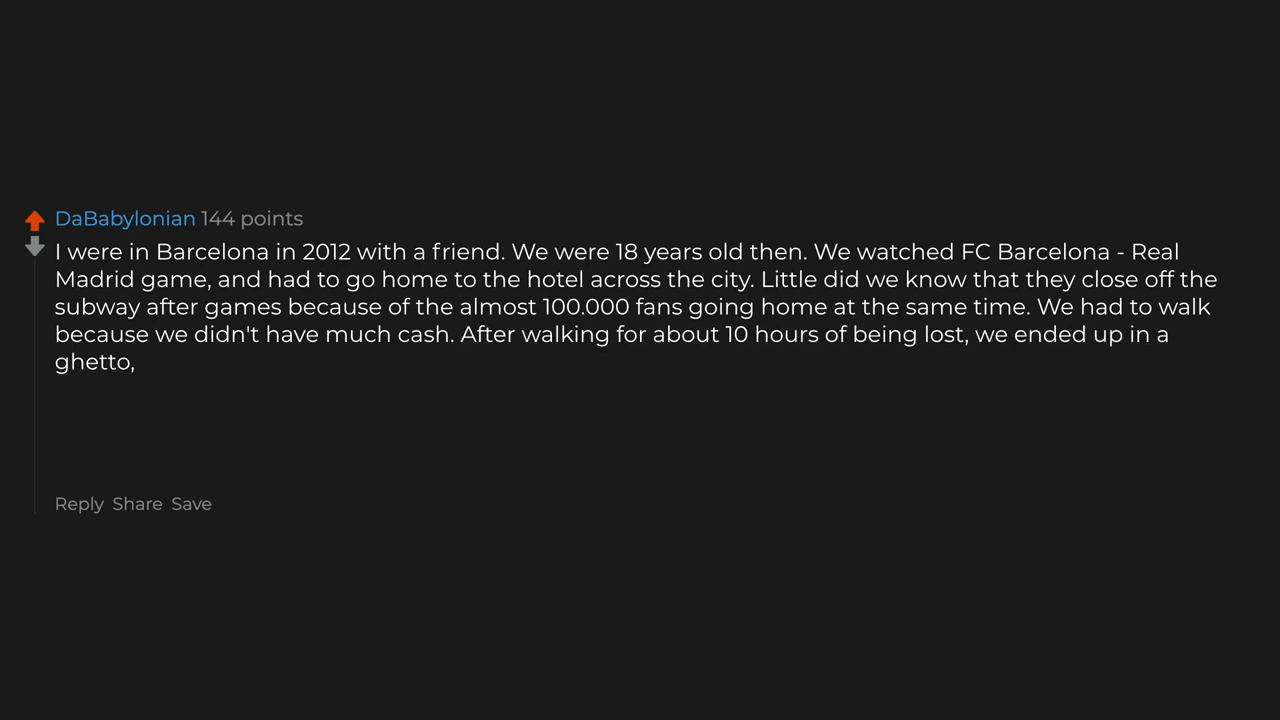 DaBabylonian 144 points
I were in Barcelona in 2012 with a friend. We were 18 years old then. We watched FC Barcelona - Real
Madrid game, and had to go home to the hotel across the city. Little did we know that they close off the
subway after games because of the almost 100.000 fans going home at the same time. We had to walk
because we didn't have much cash. After walking for about 10 hours of being lost, we ended up in a
ghetto,
Reply Share Save